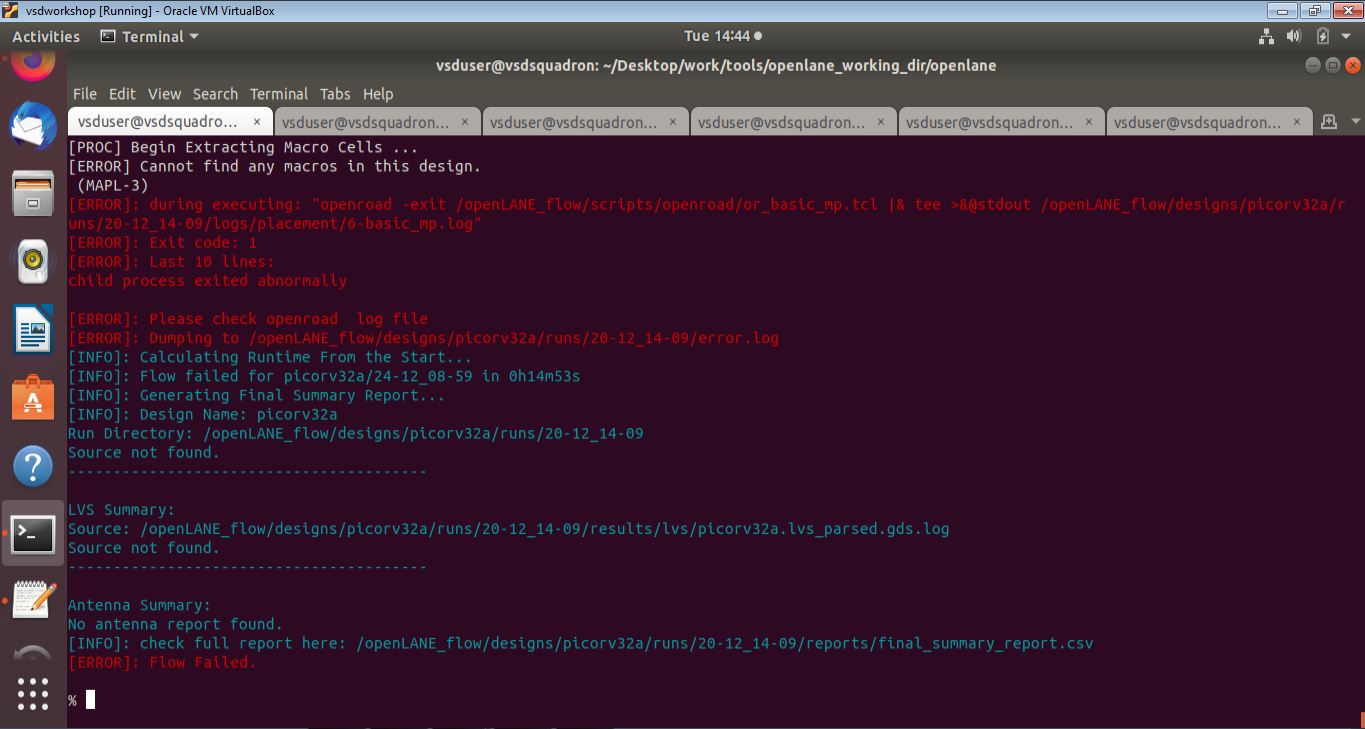 vsdworkshop [Running] - Oracle VM VirtualBox
Activities Terminal Tue 14:44
vsduser@vsdsquadron: ~/Desktop/work/tools/openlane_working_dir/openlane
File Edit View Search Terminal Tabs Help
vsduser@vsdsquadro... × vsduser@vsdsquadron... × vsduser@vsdsquadron... × vsduser@vsdsquadron... × vsduser@vsdsquadron... × vsduser@vsdsquadron... ×
[PROC] Begin Extracting Macro Cells ...
[ERROR] Cannot find any macros in this design.
(MAPL-3)
[ERROR]: during executing: "openroad -exit /openLANE_flow/scripts/openroad/or_basic_mp.tcl |& tee >&@stdout /openLANE_flow/designs/picorv32a/r
uns/20-12_14-09/logs/placement/6-basic_mp.log"
[ERROR]: Exit code: 1
[ERROR]: Last 10 lines:
child process exited abnormally
[ERROR]: Please check openroad  log file
[ERROR]: Dumping to /openLANE_flow/designs/picorv32a/runs/20-12_14-09/error.log
[INFO]: Calculating Runtime From the Start...
[INFO]: Flow failed for picorv32a/24-12_08-59 in 0h14m53s
[INFO]: Generating Final Summary Report...
[INFO]: Design Name: picorv32a
Run Directory: /openLANE_flow/designs/picorv32a/runs/20-12_14-09
Source not found.
----------------------------------------
LVS Summary:
Source: /openLANE_flow/designs/picorv32a/runs/20-12_14-09/results/lvs/picorv32a.lvs_parsed.gds.log
Source not found.
----------------------------------------
Antenna Summary:
No antenna report found.
[INFO]: check full report here: /openLANE_flow/designs/picorv32a/runs/20-12_14-09/reports/final_summary_report.csv
[ERROR]: Flow Failed.
%